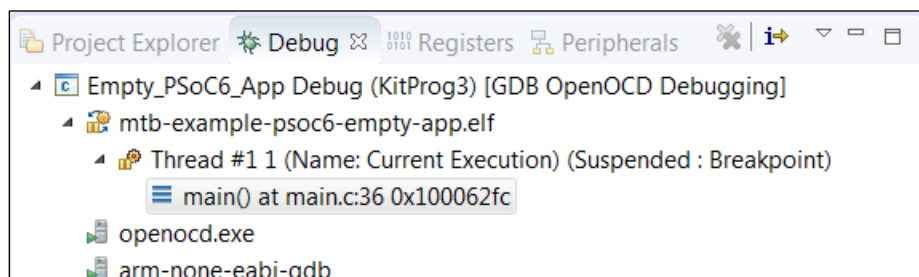 Project Explorer Debug Registers Peripherals
Empty_PSoC6_App Debug (KitProg3) [GDB OpenOCD Debugging]
mtb-example-psoc6-empty-app.elf
Thread #1 1 (Name: Current Execution) (Suspended : Breakpoint)
main() at main.c:36 0x100062fc
openocd.exe
arm-none-eabi-gdb